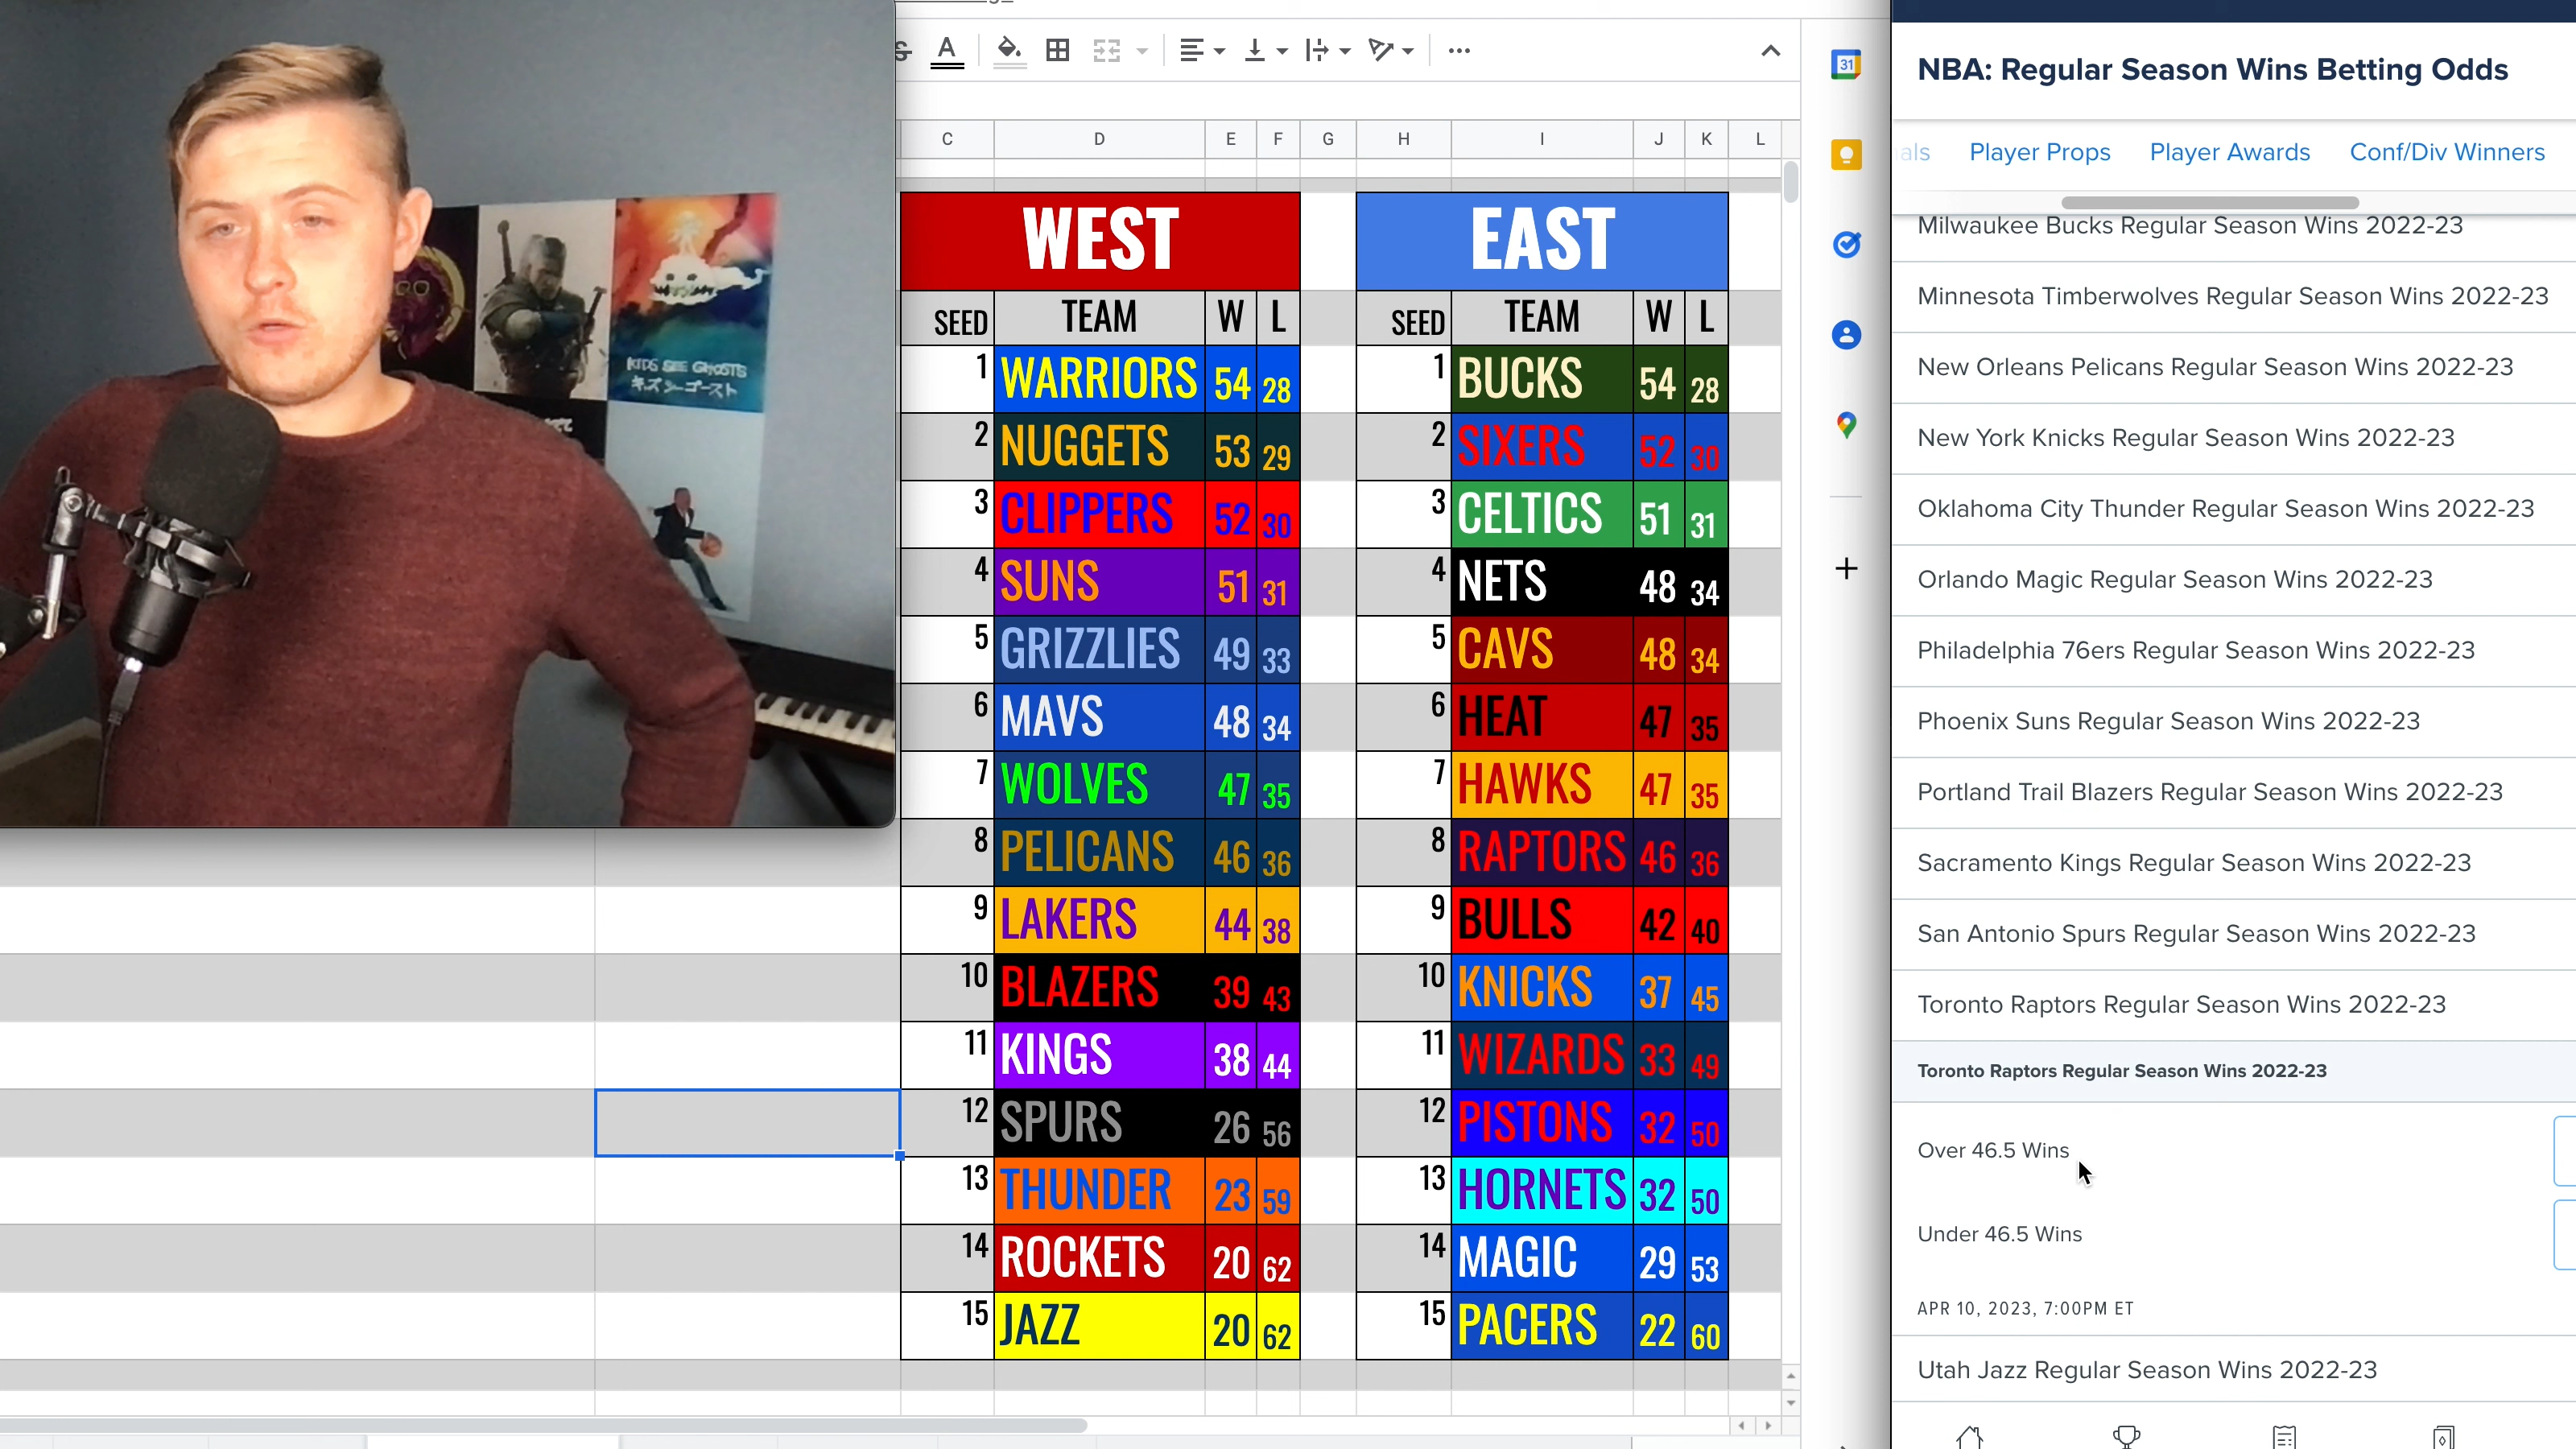 KIDS SEE GHOSTS
キッズ シー ゴースト
A
C D E F G H I J K L
WEST
SEED TEAM W L
1 WARRIORS 54 28
2 NUGGETS 53 29
3 CLIPPERS 52 30
4 SUNS 51 31
5 GRIZZLIES 49 33
6 MAVS 48 34
7 WOLVES 47 35
8 PELICANS 46 36
9 LAKERS 44 38
10 BLAZERS 39 43
11 KINGS 38 44
12 SPURS 26 56
13 THUNDER 23 59
14 ROCKETS 20 62
15 JAZZ 20 62
EAST
SEED TEAM W L
1 BUCKS 54 28
2 SIXERS 52 30
3 CELTICS 51 31
4 NETS 48 34
5 CAVS 48 34
6 HEAT 47 35
7 HAWKS 47 35
8 RAPTORS 46 36
9 BULLS 42 40
10 KNICKS 37 45
11 WIZARDS 33 49
12 PISTONS 32 50
13 HORNETS 32 50
14 MAGIC 29 53
15 PACERS 22 60
31
NBA: Regular Season Wins Betting Odds
als Player Props Player Awards Conf/Div Winners
Milwaukee Bucks Regular Season Wins 2022-23
Minnesota Timberwolves Regular Season Wins 2022-23
New Orleans Pelicans Regular Season Wins 2022-23
New York Knicks Regular Season Wins 2022-23
Oklahoma City Thunder Regular Season Wins 2022-23
Orlando Magic Regular Season Wins 2022-23
Philadelphia 76ers Regular Season Wins 2022-23
Phoenix Suns Regular Season Wins 2022-23
Portland Trail Blazers Regular Season Wins 2022-23
Sacramento Kings Regular Season Wins 2022-23
San Antonio Spurs Regular Season Wins 2022-23
Toronto Raptors Regular Season Wins 2022-23
Toronto Raptors Regular Season Wins 2022-23
Over 46.5 Wins
Under 46.5 Wins
APR 10, 2023, 7:00PM ET
Utah Jazz Regular Season Wins 2022-23